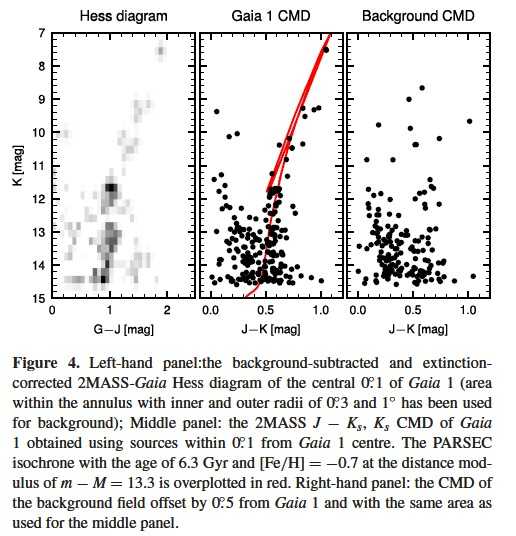 Hess diagram
Gaia 1 CMD
Background CMD
7
8
9
10
11
12
13
14
15
K [mag]
0 1 2
0.0 0.5 1.0
0.0 0.5 1.0
G−J [mag]
J−K [mag]
J−K [mag]
Figure 4. Left-hand panel:the background-subtracted and extinction-
corrected 2MASS-Gaia Hess diagram of the central 0°.1 of Gaia 1 (area
within the annulus with inner and outer radii of 0°.3 and 1° has been used
for background); Middle panel: the 2MASS J − Ks, Ks CMD of Gaia
1 obtained using sources within 0°.1 from Gaia 1 centre. The PARSEC
isochrone with the age of 6.3 Gyr and [Fe/H] = −0.7 at the distance mod-
ulus of m − M = 13.3 is overplotted in red. Right-hand panel: the CMD of
the background field offset by 0°.5 from Gaia 1 and with the same area as
used for the middle panel.